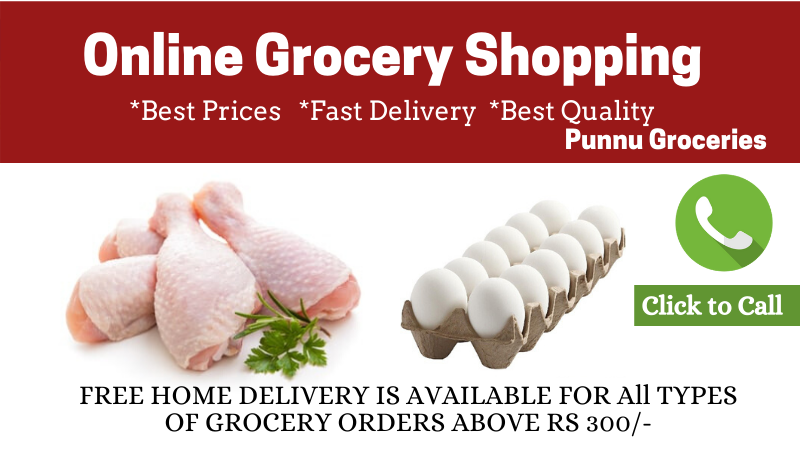 Online Grocery Shopping
*Best Prices *Fast Delivery *Best Quality
Punnu Groceries
Click to Call
FREE HOME DELIVERY IS AVAILABLE FOR All TYPES
OF GROCERY ORDERS ABOVE RS 300/-